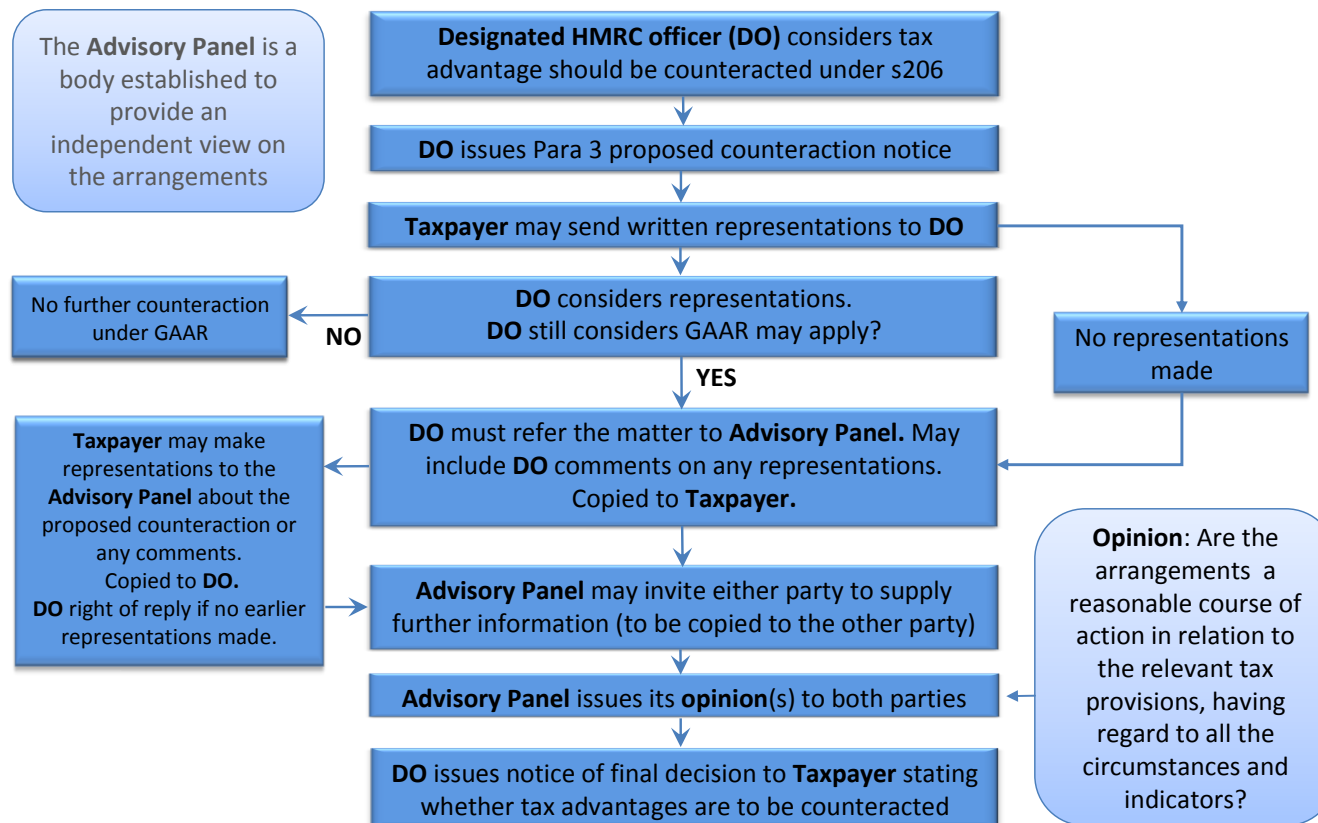 The Advisory Panel is a
body established to
provide an
independent view on
the arrangements
Designated HMRC officer (DO) considers tax
advantage should be counteracted under s206
DO issues Para 3 proposed counteraction notice
Taxpayer may send written representations to DO
DO considers representations.
DO still considers GAAR may apply?
NO
No further counteraction
under GAAR
YES
No representations
made
DO must refer the matter to Advisory Panel. May
include DO comments on any representations.
Copied to Taxpayer.
Taxpayer may make
representations to the
Advisory Panel about the
proposed counteraction or
any comments.
Copied to DO.
DO right of reply if no earlier
representations made.
Advisory Panel may invite either party to supply
further information (to be copied to the other party)
Advisory Panel issues its opinion(s) to both parties
Opinion: Are the
arrangements a
reasonable course of
action in relation to
the relevant tax
provisions, having
regard to all the
circumstances and
indicators?
DO issues notice of final decision to Taxpayer stating
whether tax advantages are to be counteracted